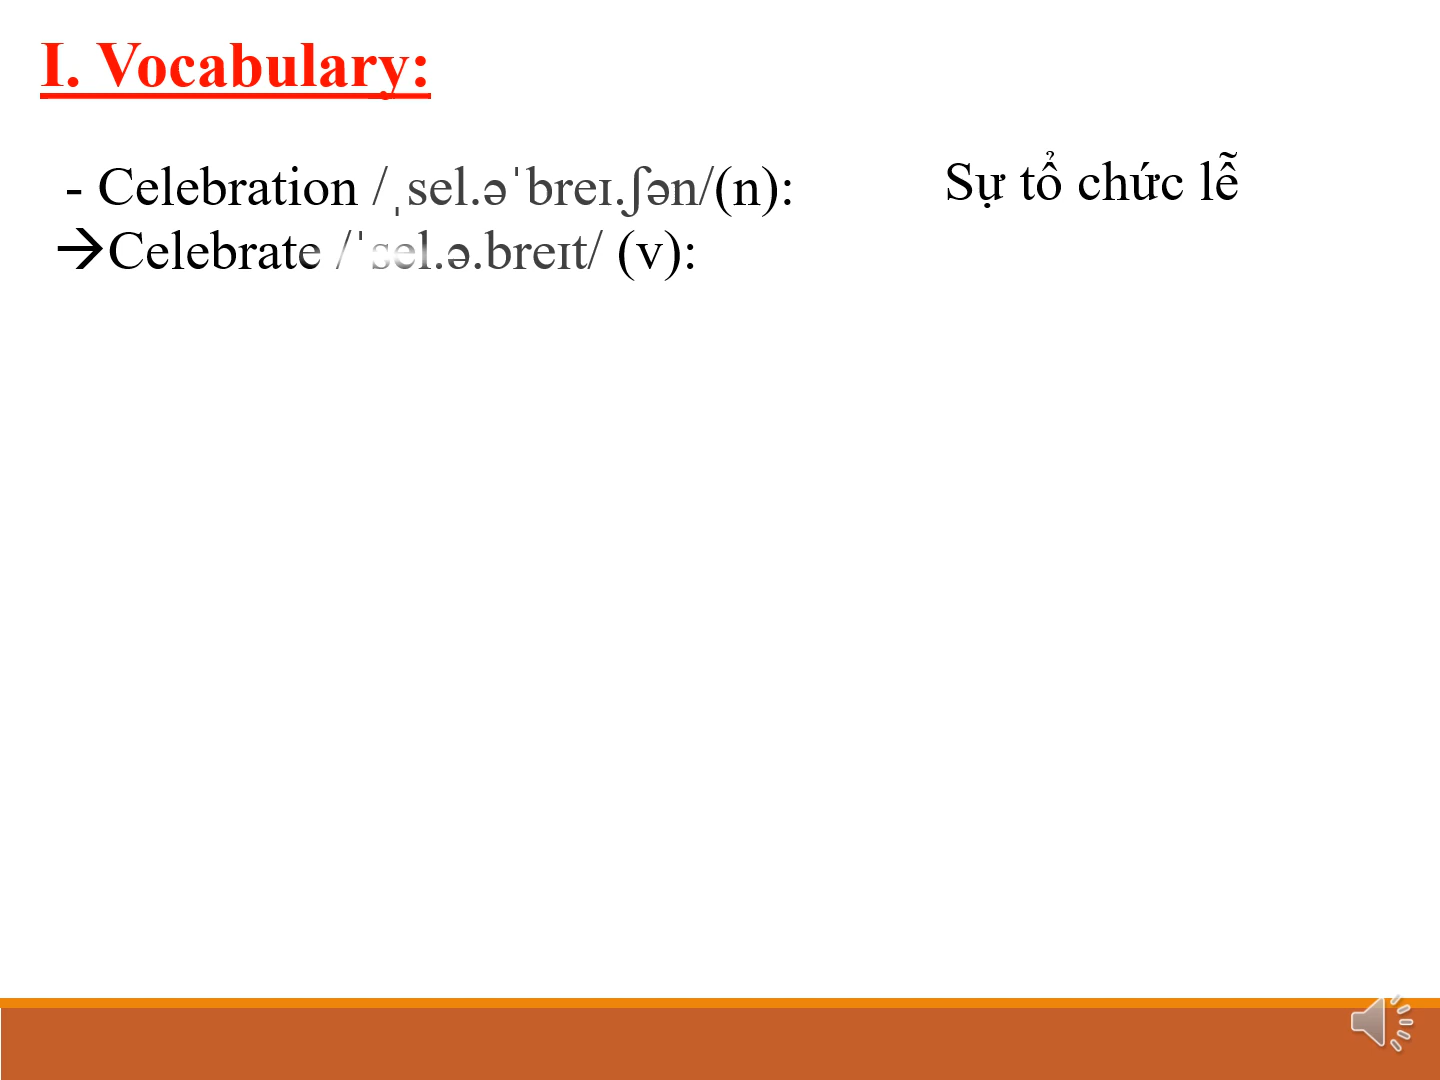 I. Vocabulary:
- Celebration /ˌsel.əˈbreɪ.ʃən/(n): Sự tổ chức lễ
→Celebrate /ˈsel.ə.breɪt/ (v):